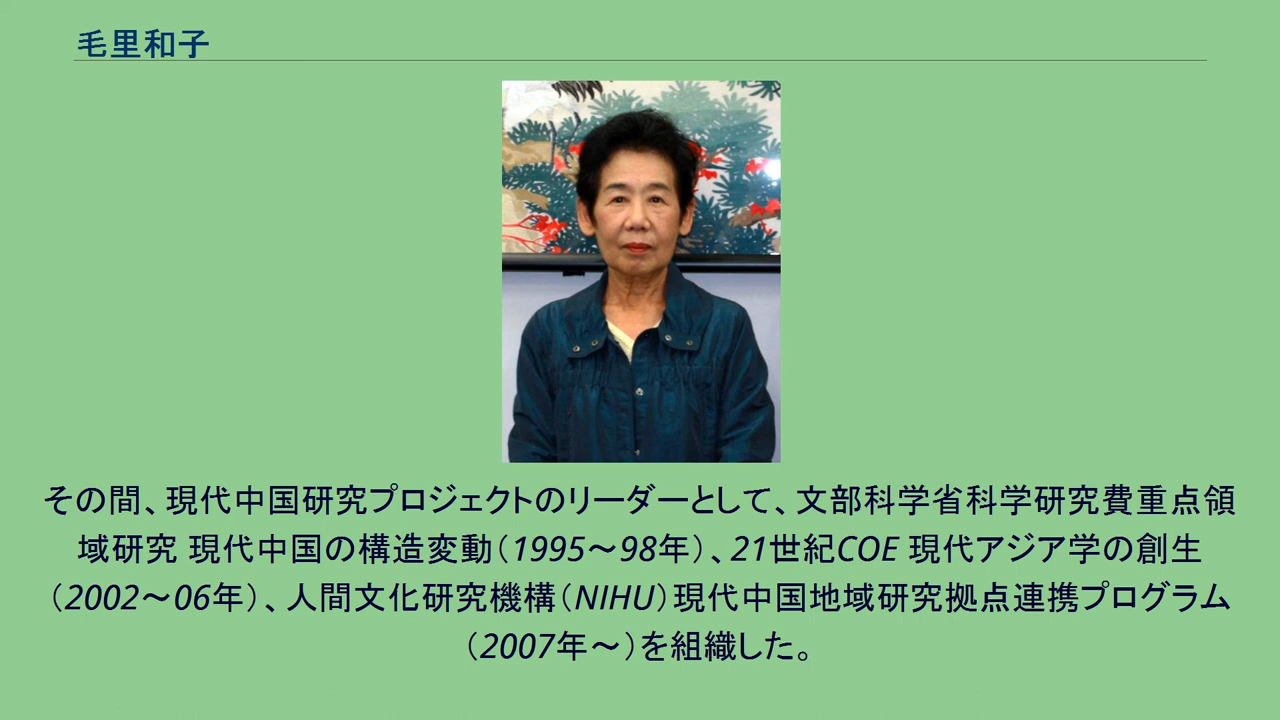 毛里和子
その間、現代中国研究プロジェクトのリーダーとして、文部科学省科学研究費重点領
域研究 現代中国の構造変動（1995～98年）、21世紀COE 現代アジア学の創生
（2002～06年）、人間文化研究機構（NIHU）現代中国地域研究拠点連携プログラム
（2007年～）を組織した。